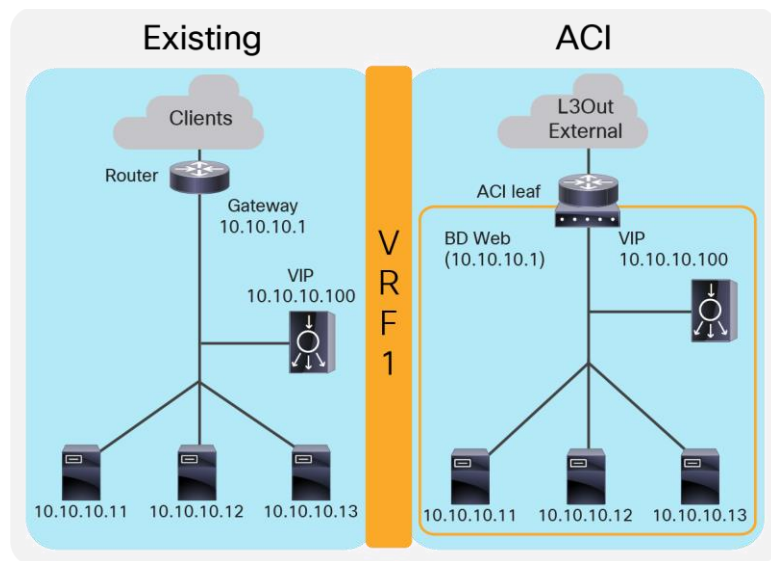 Existing
Clients
Router
Gateway
10.10.10.1
VIP
10.10.10.100
10.10.10.11
10.10.10.12
10.10.10.13
V
R
F
1
ACI
L3Out
External
ACI leaf
BD Web
(10.10.10.1)
VIP
10.10.10.100
10.10.10.11
10.10.10.12
10.10.10.13